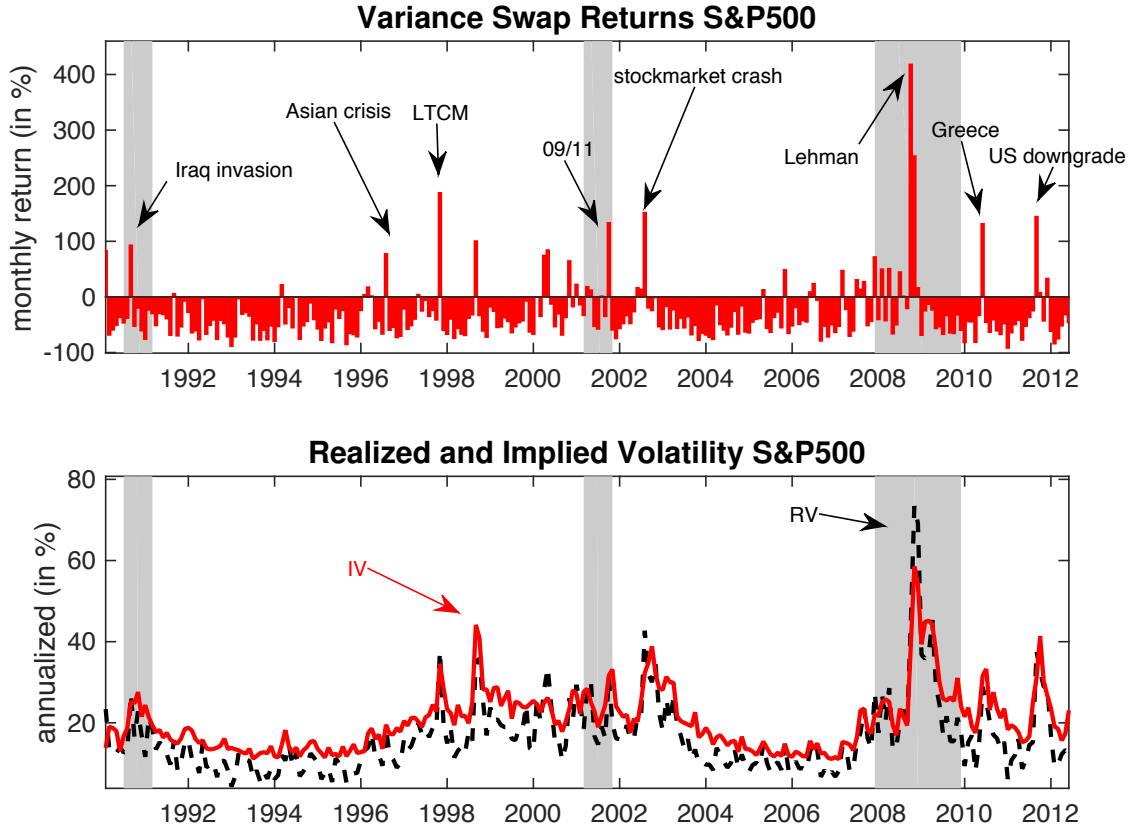 Variance Swap Returns S&P500
monthly return (in %)
400
300
200
100
0
-100
Iraq invasion
Asian crisis
LTCM
09/11
stockmarket crash
Lehman
Greece
US downgrade
1992 1994 1996 1998 2000 2002 2004 2006 2008 2010 2012
Realized and Implied Volatility S&P500
annualized (in %)
80
60
40
20
IV
RV
1992 1994 1996 1998 2000 2002 2004 2006 2008 2010 2012